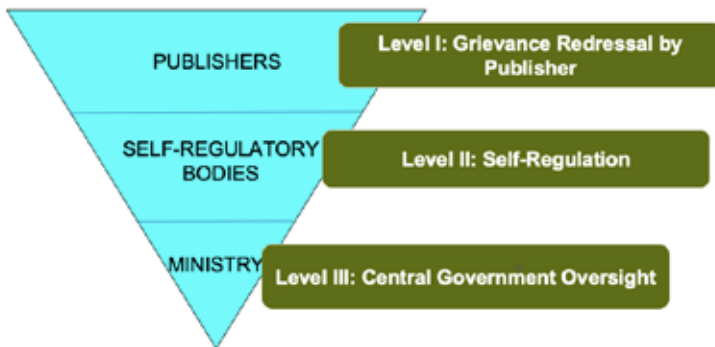 PUBLISHERS
Level I: Grievance Redressal by
Publisher
SELF-REGULATORY
BODIES
Level II: Self-Regulation
MINISTRY
Level III: Central Government Oversight